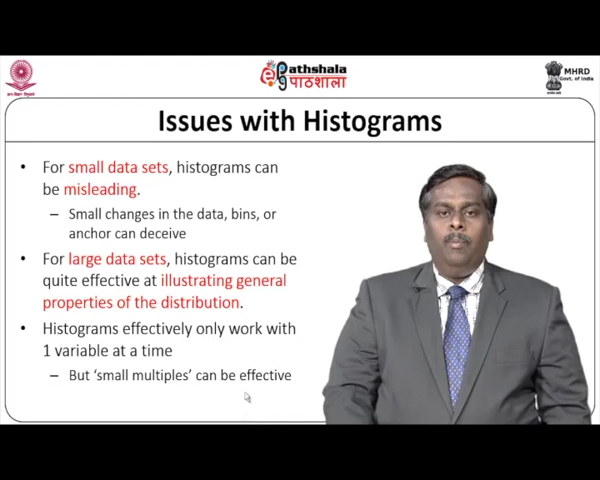 ePathshala
पाठशाला
MHRD
Govt. of India
Issues with Histograms
• For small data sets, histograms can
be misleading.
– Small changes in the data, bins, or
anchor can deceive
• For large data sets, histograms can be
quite effective at illustrating general
properties of the distribution.
• Histograms effectively only work with
1 variable at a time
– But ‘small multiples’ can be effective